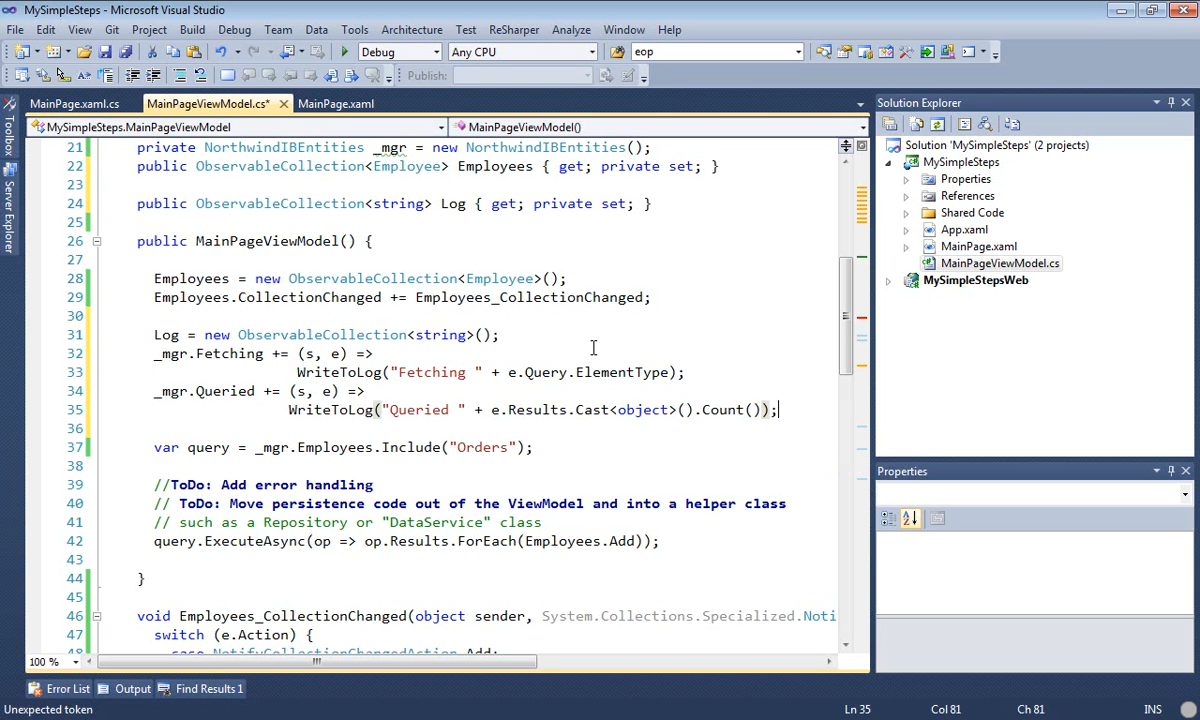 MySimpleSteps - Microsoft Visual Studio
File Edit View Git Project Build Debug Team Data Tools Architecture Test ReSharper Analyze Window Help
Debug Any CPU eop
Publish:
MainPage.xaml.cs MainPageViewModel.cs* MainPage.xaml
MySimpleSteps.MainPageViewModel MainPageViewModel()
Toolbox
Server Explorer
21 private NorthwindIBEntities _mgr = new NorthwindIBEntities();
22 public ObservableCollection<Employee> Employees { get; private set; }
23
24 public ObservableCollection<string> Log { get; private set; }
25
26 public MainPageViewModel() {
27
28 Employees = new ObservableCollection<Employee>();
29 Employees.CollectionChanged += Employees_CollectionChanged;
30
31 Log = new ObservableCollection<string>();
32 _mgr.Fetching += (s, e) =>
33 WriteToLog("Fetching " + e.Query.ElementType);
34 _mgr.Queried += (s, e) =>
35 WriteToLog("Queried " + e.Results.Cast<object>().Count());
36
37 var query = _mgr.Employees.Include("Orders");
38
39 //ToDo: Add error handling
40 // ToDo: Move persistence code out of the ViewModel and into a helper class
41 // such as a Repository or "DataService" class
42 query.ExecuteAsync(op => op.Results.ForEach(Employees.Add));
43
44 }
45
46 void Employees_CollectionChanged(object sender, System.Collections.Specialized.Noti
47 switch (e.Action) {
48 case NotifyCollectionChangedAction.Add:
100 %
Solution Explorer
Solution 'MySimpleSteps' (2 projects)
MySimpleSteps
Properties
References
Shared Code
App.xaml
MainPage.xaml
MainPageViewModel.cs
MySimpleStepsWeb
Properties
Error List Output Find Results 1
Unexpected token Ln 35 Col 81 Ch 81 INS